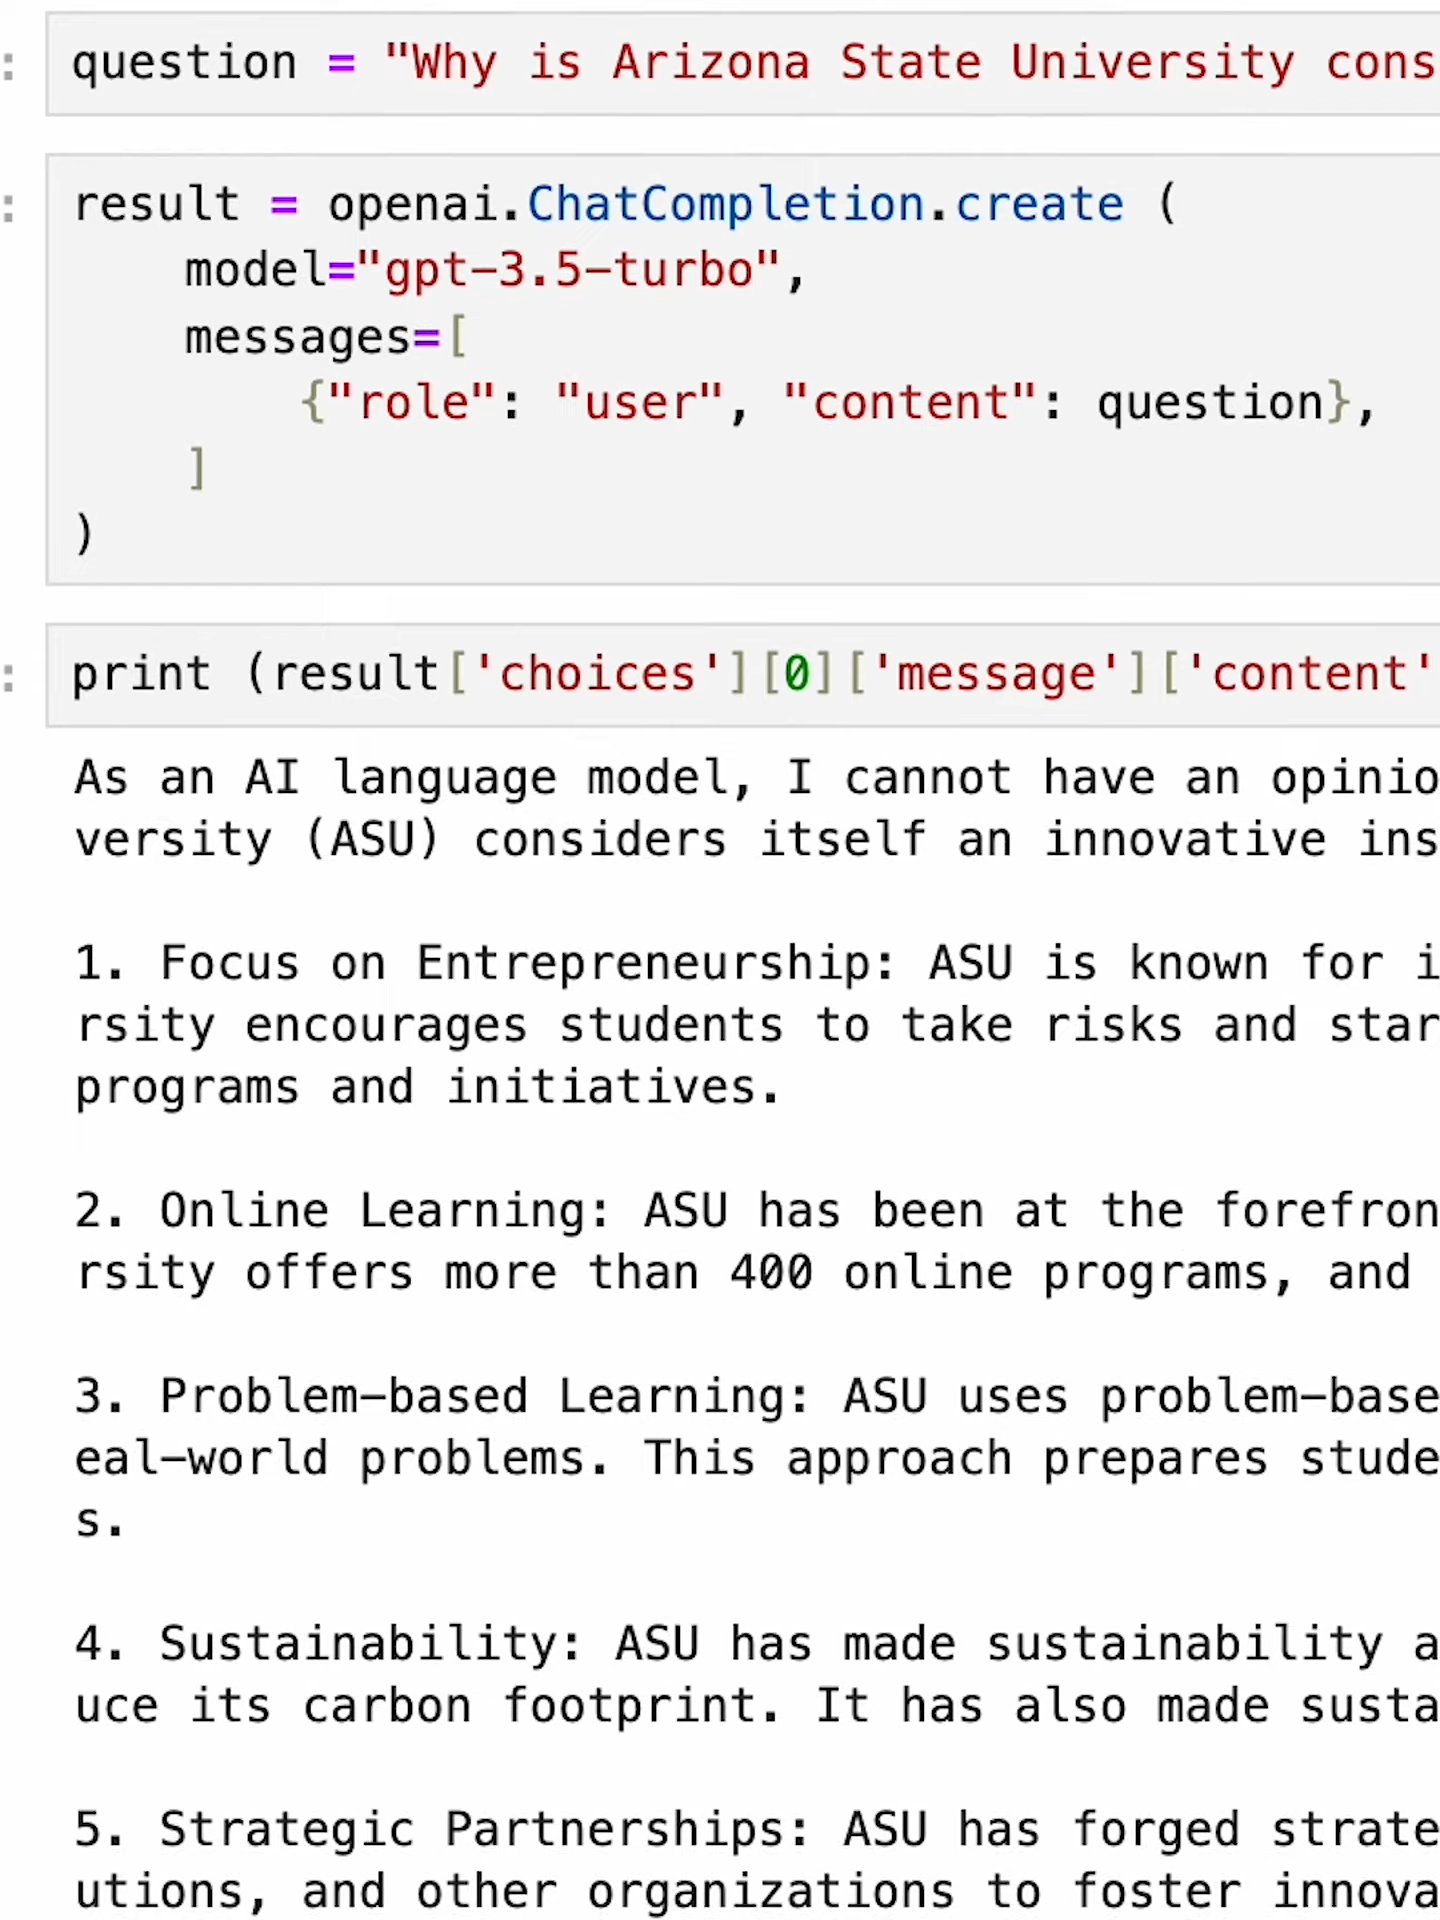 question = "Why is Arizona State University cons
result = openai.ChatCompletion.create (
model="gpt-3.5-turbo",
messages=[
{"role": "user", "content": question},
]
)
print (result['choices'][0]['message']['content'
As an AI language model, I cannot have an opinio
versity (ASU) considers itself an innovative ins
1. Focus on Entrepreneurship: ASU is known for i
rsity encourages students to take risks and star
programs and initiatives.
2. Online Learning: ASU has been at the forefron
rsity offers more than 400 online programs, and
3. Problem-based Learning: ASU uses problem-base
eal-world problems. This approach prepares stude
s.
4. Sustainability: ASU has made sustainability a
uce its carbon footprint. It has also made susta
5. Strategic Partnerships: ASU has forged strate
utions, and other organizations to foster innova